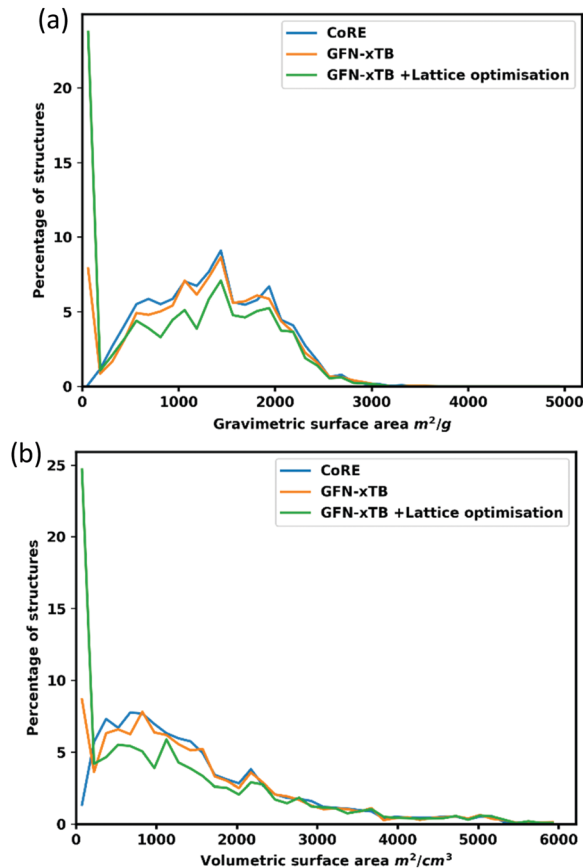 (a)
CoRE
GFN-xTB
GFN-xTB +Lattice optimisation
Percentage of structures
20
15
10
5
0
0 1000 2000 3000 4000 5000
Gravimetric surface area m²/g
(b)
CoRE
GFN-xTB
GFN-xTB +Lattice optimisation
Percentage of structures
25
20
15
10
5
0
0 1000 2000 3000 4000 5000 6000
Volumetric surface area m²/cm³